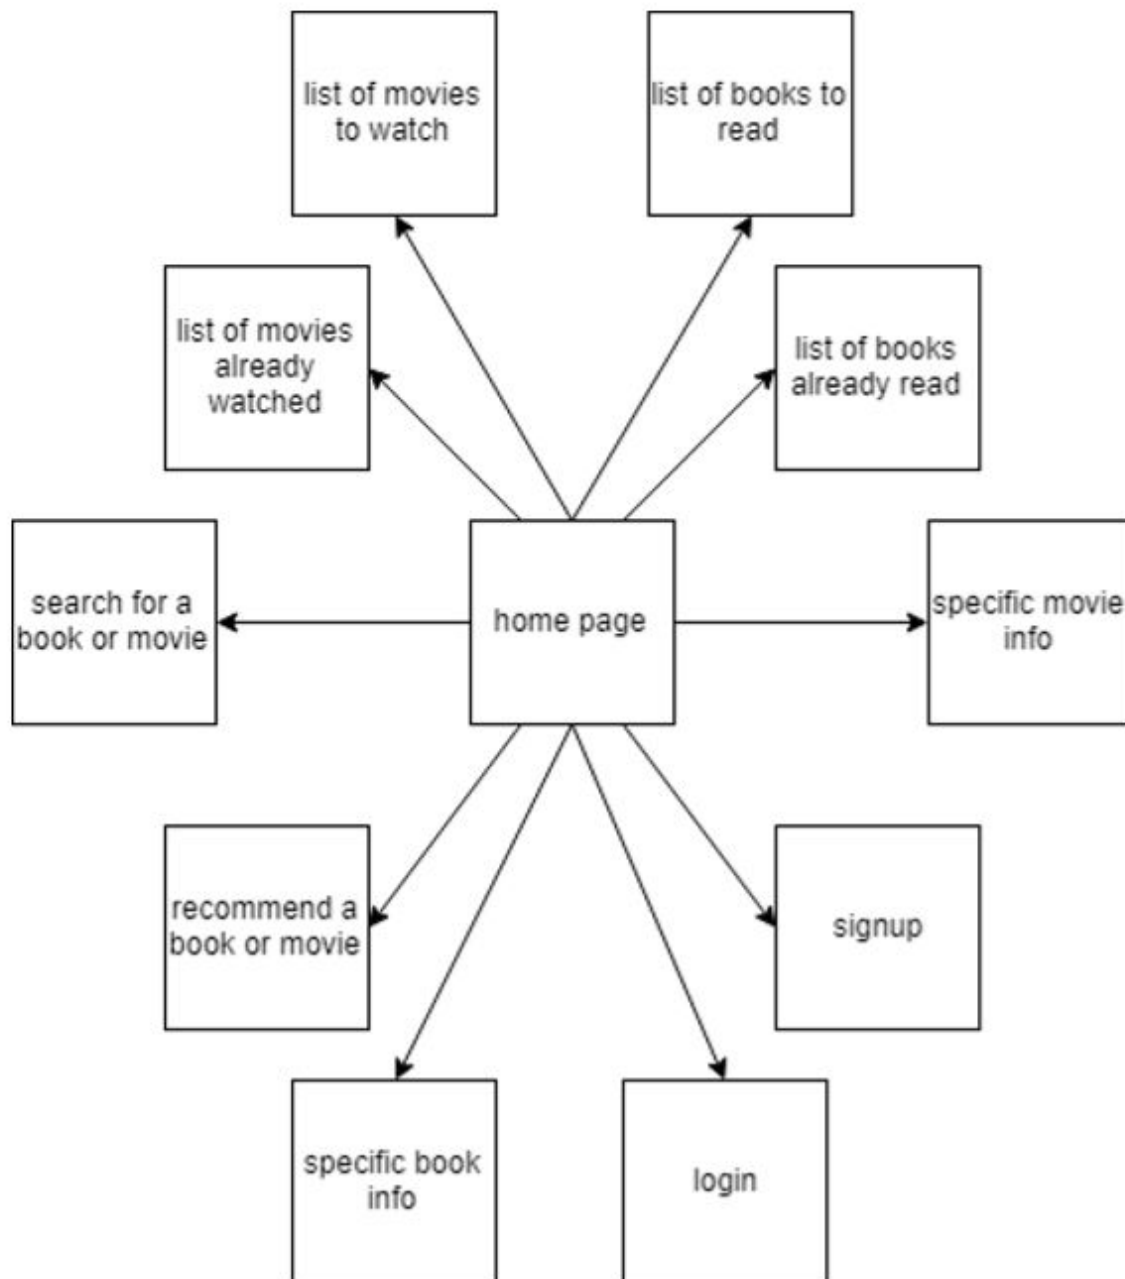 list of movies
to watch
list of books to
read
list of movies
already
watched
list of books
already read
search for a
book or movie
home page
specific movie
info
recommend a
book or movie
signup
specific book
info
login